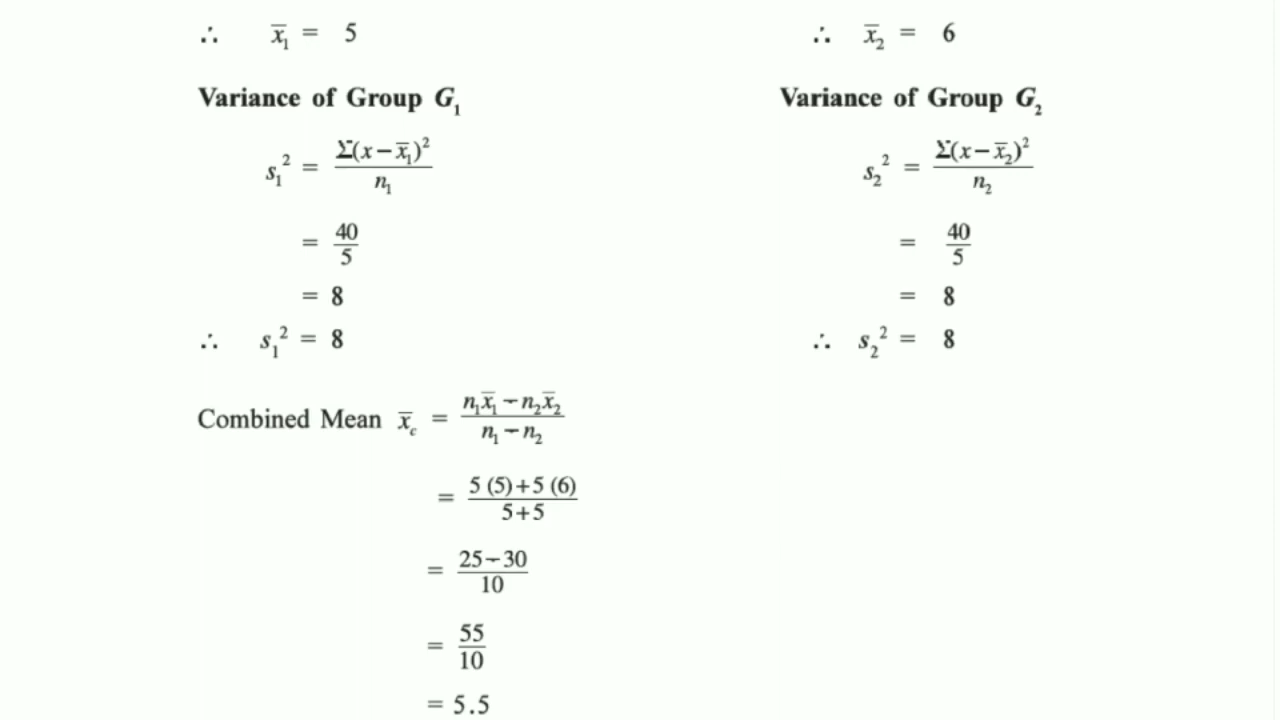 ∴ x̄₁ = 5
∴ x̄₂ = 6
Variance of Group G₁
Variance of Group G₂
s₁² = Σ(x−x̄₁)² / n₁
s₂² = Σ(x−x̄₂)² / n₂
= 40/5
= 40/5
= 8
= 8
∴ s₁² = 8
∴ s₂² = 8
Combined Mean x̄c = n₁x̄₁ − n₂x̄₂ / n₁ − n₂
= 5 (5)+5 (6) / 5+5
= 25−30 / 10
= 55/10
= 5.5